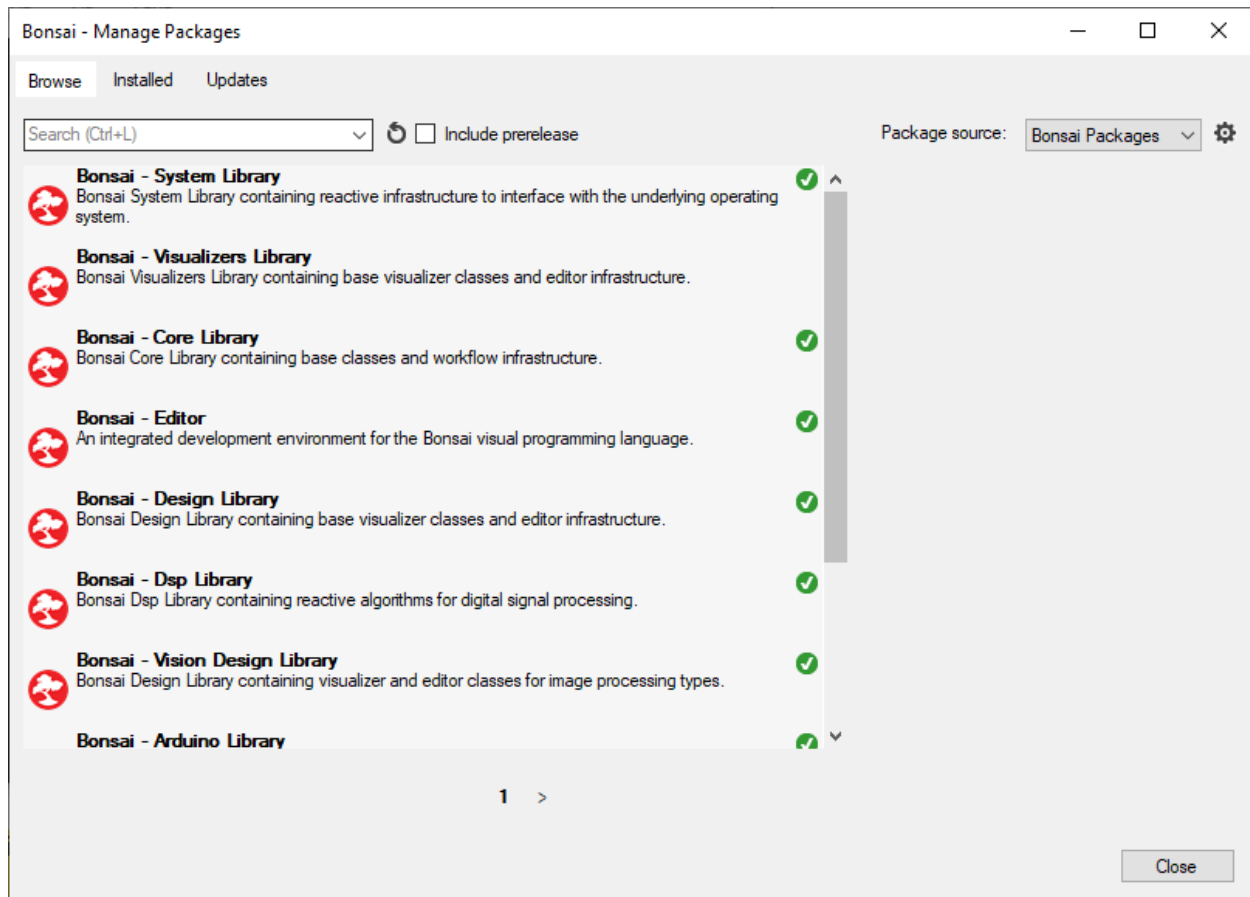 Bonsai - Manage Packages
Browse Installed Updates
Search (Ctrl+L) Include prerelease Package source: Bonsai Packages
Bonsai - System Library
Bonsai System Library containing reactive infrastructure to interface with the underlying operating
system.
Bonsai - Visualizers Library
Bonsai Visualizers Library containing base visualizer classes and editor infrastructure.
Bonsai - Core Library
Bonsai Core Library containing base classes and workflow infrastructure.
Bonsai - Editor
An integrated development environment for the Bonsai visual programming language.
Bonsai - Design Library
Bonsai Design Library containing base visualizer classes and editor infrastructure.
Bonsai - Dsp Library
Bonsai Dsp Library containing reactive algorithms for digital signal processing.
Bonsai - Vision Design Library
Bonsai Design Library containing visualizer and editor classes for image processing types.
Bonsai - Arduino Library
1 >
Close